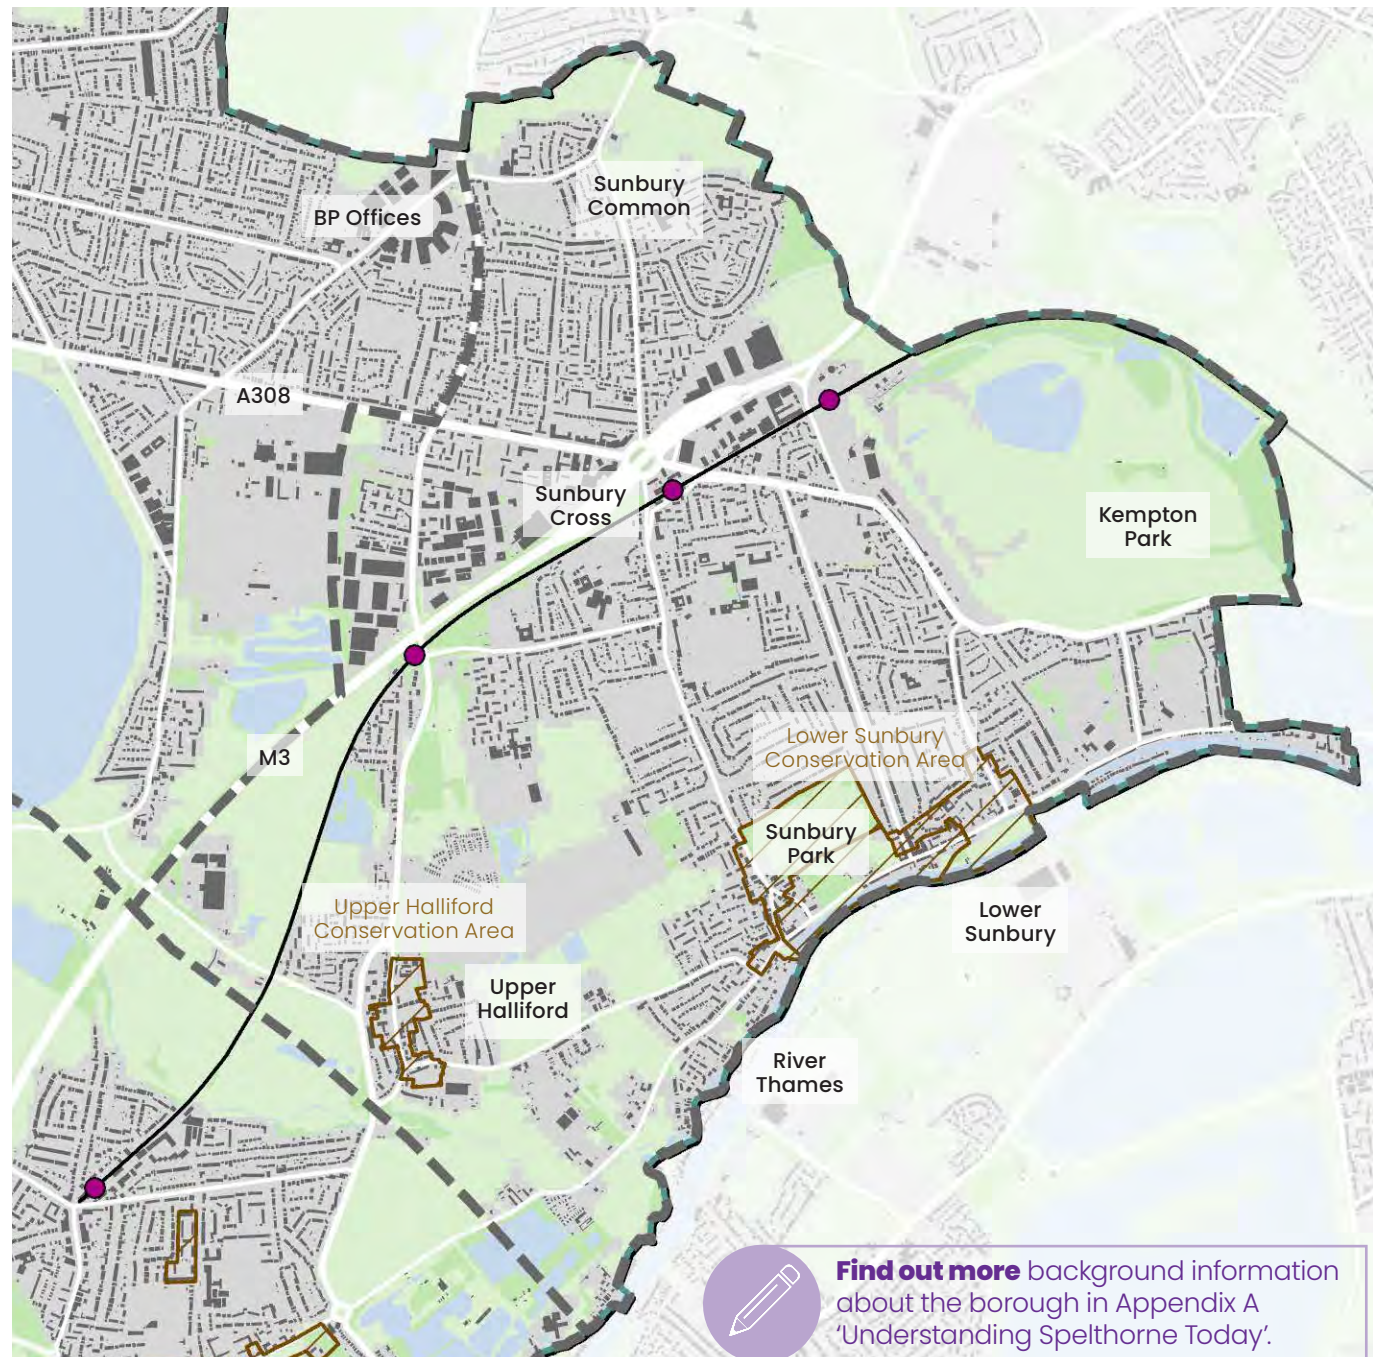 Sunbury
Common
BP Offices
A308
Sunbury
Cross
Kempton
Park
M3
Lower Sunbury
Conservation Area
Sunbury
Park
Upper Halliford
Conservation Area
Lower
Sunbury
Upper
Halliford
River
Thames
Find out more background information
about the borough in Appendix A
‘Understanding Spelthorne Today’.